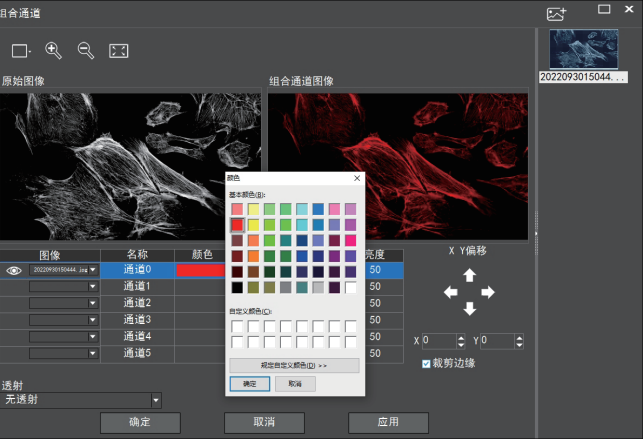 组合通道
原始图像
组合通道图像
2022093015044...
颜色
基本颜色(B):
自定义颜色(C):
规定自定义颜色(D) >>
确定
取消
图像
名称
颜色
亮度
20220930150444.jpg
通道0
50
通道1
50
通道2
50
通道3
50
通道4
50
通道5
50
X Y偏移
X 0
Y 0
裁剪边缘
透射
无透射
确定
取消
应用